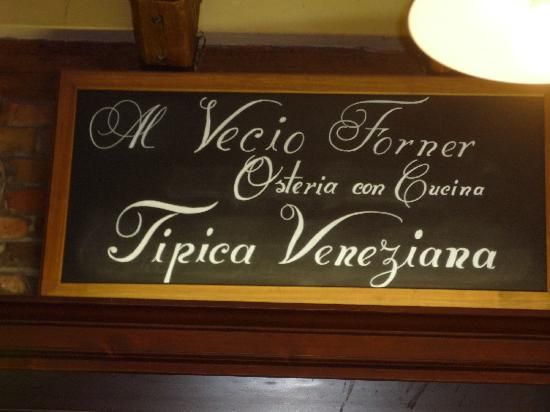 Al Vecio Forner
Osteria con Cucina
Tipica Veneziana